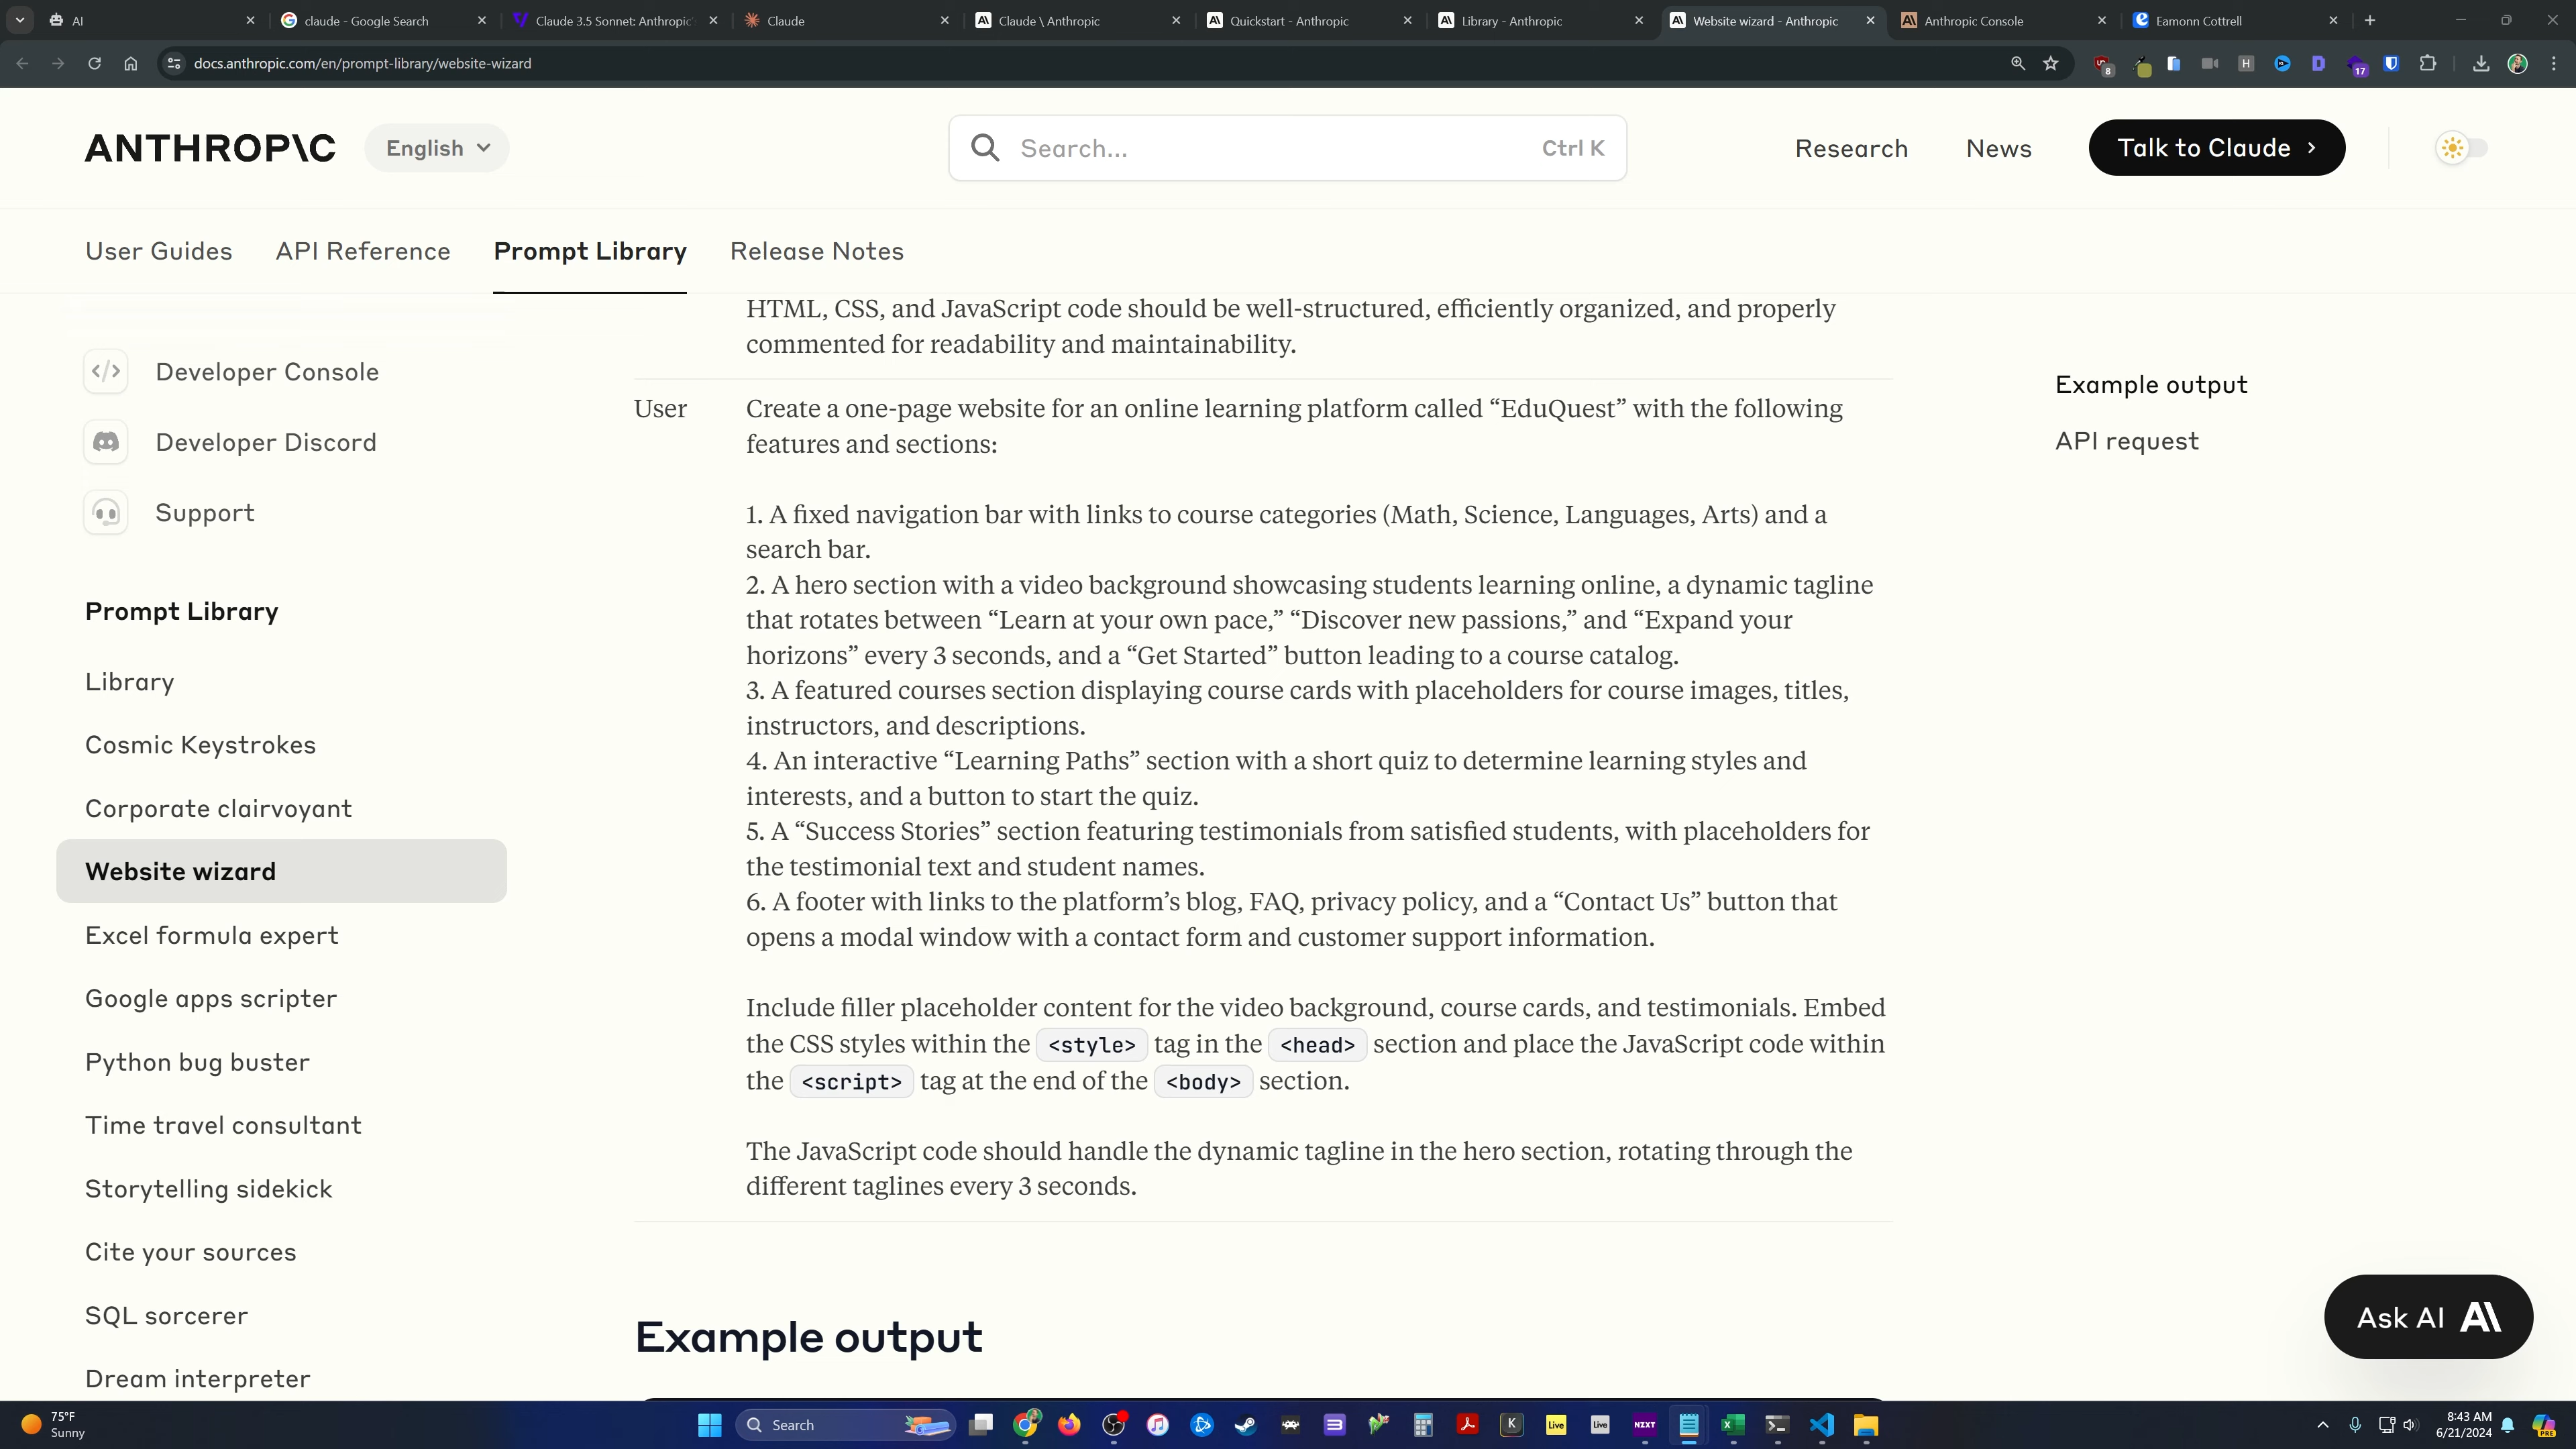 AI
claude - Google Search
Claude 3.5 Sonnet: Anthropic'
Claude
Claude \ Anthropic
Quickstart - Anthropic
Library - Anthropic
Website wizard - Anthropic
Anthropic Console
Eamonn Cottrell
docs.anthropic.com/en/prompt-library/website-wizard
8
H
D
17
ANTHROP\C
English
Search...
Ctrl K
Research
News
Talk to Claude
User Guides
API Reference
Prompt Library
Release Notes
Developer Console
Developer Discord
Support
Prompt Library
Library
Cosmic Keystrokes
Corporate clairvoyant
Website wizard
Excel formula expert
Google apps scripter
Python bug buster
Time travel consultant
Storytelling sidekick
Cite your sources
SQL sorcerer
Dream interpreter
HTML, CSS, and JavaScript code should be well-structured, efficiently organized, and properly
commented for readability and maintainability.
User
Create a one-page website for an online learning platform called “EduQuest” with the following
features and sections:
1. A fixed navigation bar with links to course categories (Math, Science, Languages, Arts) and a
search bar.
2. A hero section with a video background showcasing students learning online, a dynamic tagline
that rotates between “Learn at your own pace,” “Discover new passions,” and “Expand your
horizons” every 3 seconds, and a “Get Started” button leading to a course catalog.
3. A featured courses section displaying course cards with placeholders for course images, titles,
instructors, and descriptions.
4. An interactive “Learning Paths” section with a short quiz to determine learning styles and
interests, and a button to start the quiz.
5. A “Success Stories” section featuring testimonials from satisfied students, with placeholders for
the testimonial text and student names.
6. A footer with links to the platform’s blog, FAQ, privacy policy, and a “Contact Us” button that
opens a modal window with a contact form and customer support information.
Include filler placeholder content for the video background, course cards, and testimonials. Embed
the CSS styles within the <style> tag in the <head> section and place the JavaScript code within
the <script> tag at the end of the <body> section.
The JavaScript code should handle the dynamic tagline in the hero section, rotating through the
different taglines every 3 seconds.
Example output
Example output
API request
Ask AI
75°F
Sunny
Search
K
Live
Live
NZXT
8:43 AM
6/21/2024
PRE